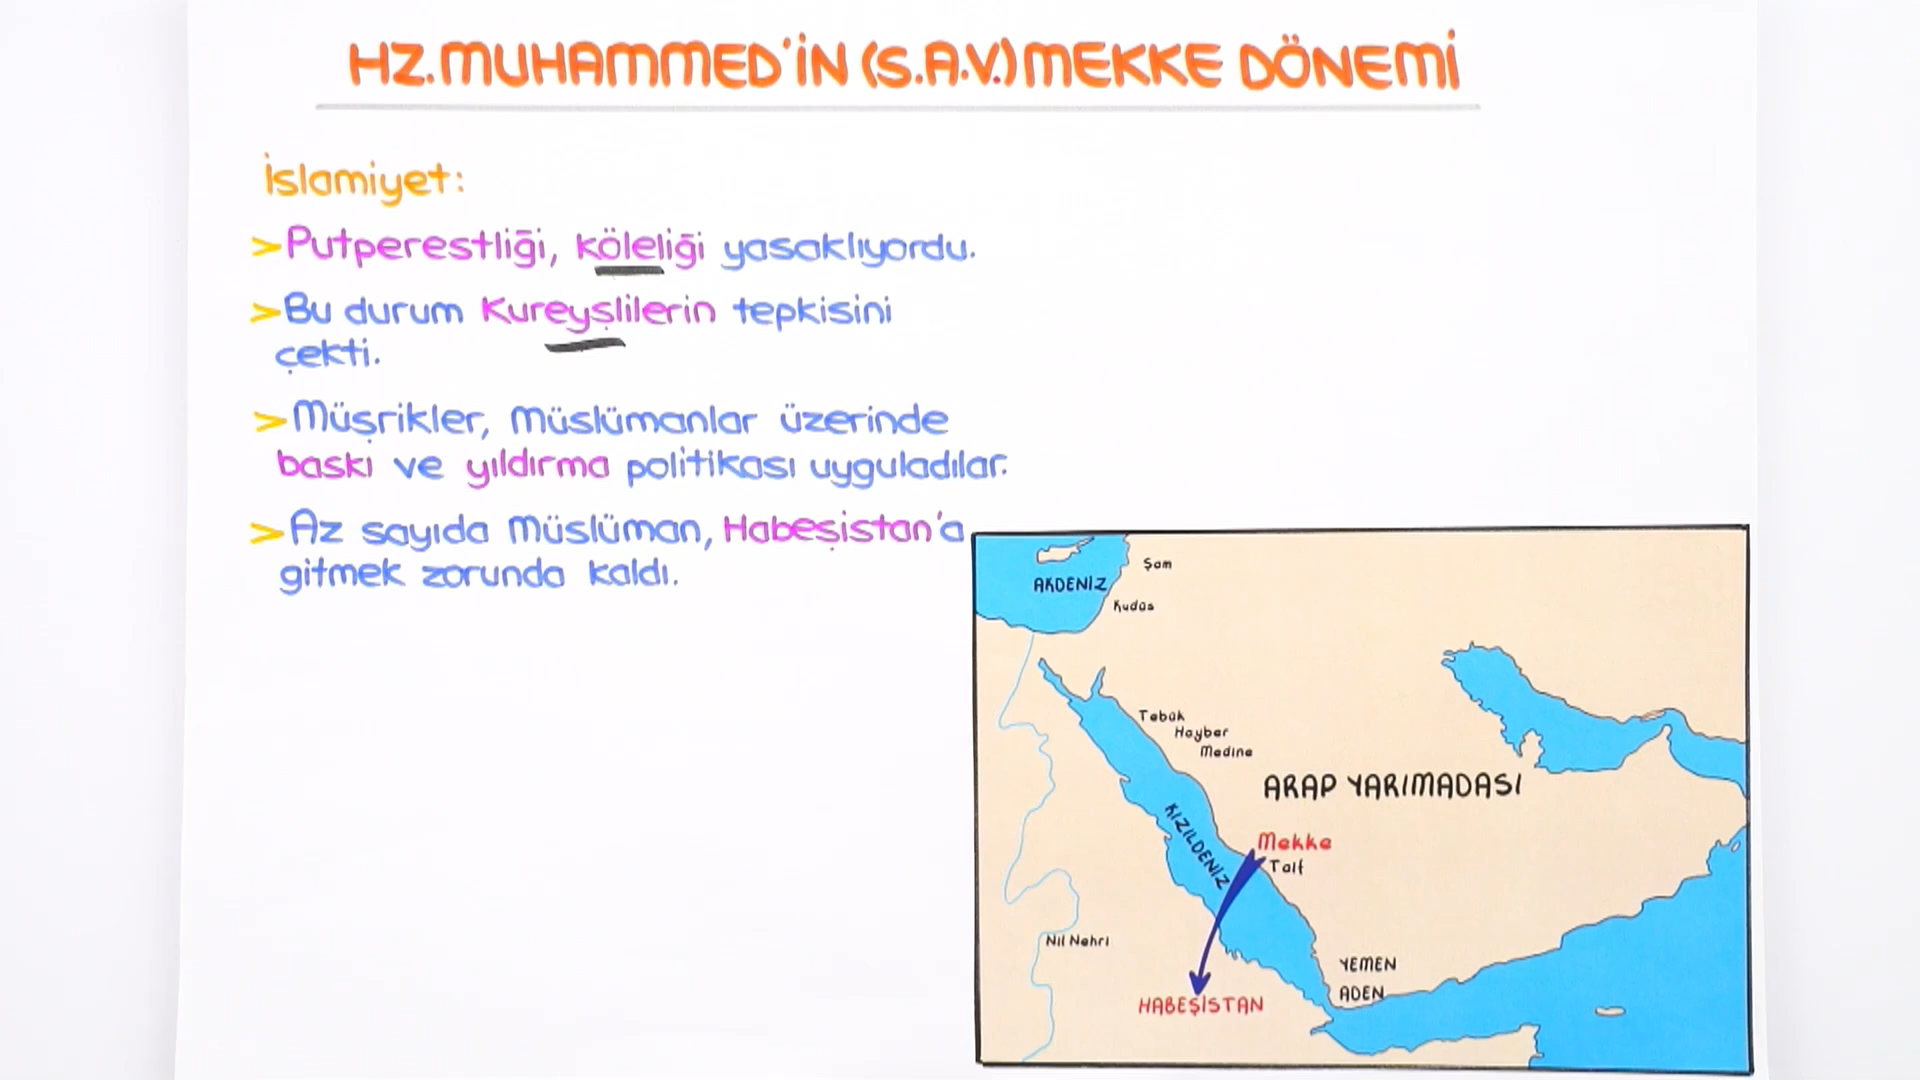 HZ.MUHAMMED'İN (S.A.V.) MEKKE DÖNEMİ
İslamiyet:
>Putperestliği, köleliği yasaklıyordu.
>Bu durum Kureyşlilerin tepkisini
çekti.
>Müşrikler, Müslümanlar üzerinde
baskı ve yıldırma politikası uyguladılar.
>Az sayıda Müslüman, Habeşistan'a
gitmek zorunda kaldı.
Şam
AKDENİZ
Kudüs
Tebük
Hayber
Medine
ARAP YARIMADASI
KIZILDENİZ
Mekke
Taif
Nil Nehri
YEMEN
ADEN
HABEŞİSTAN